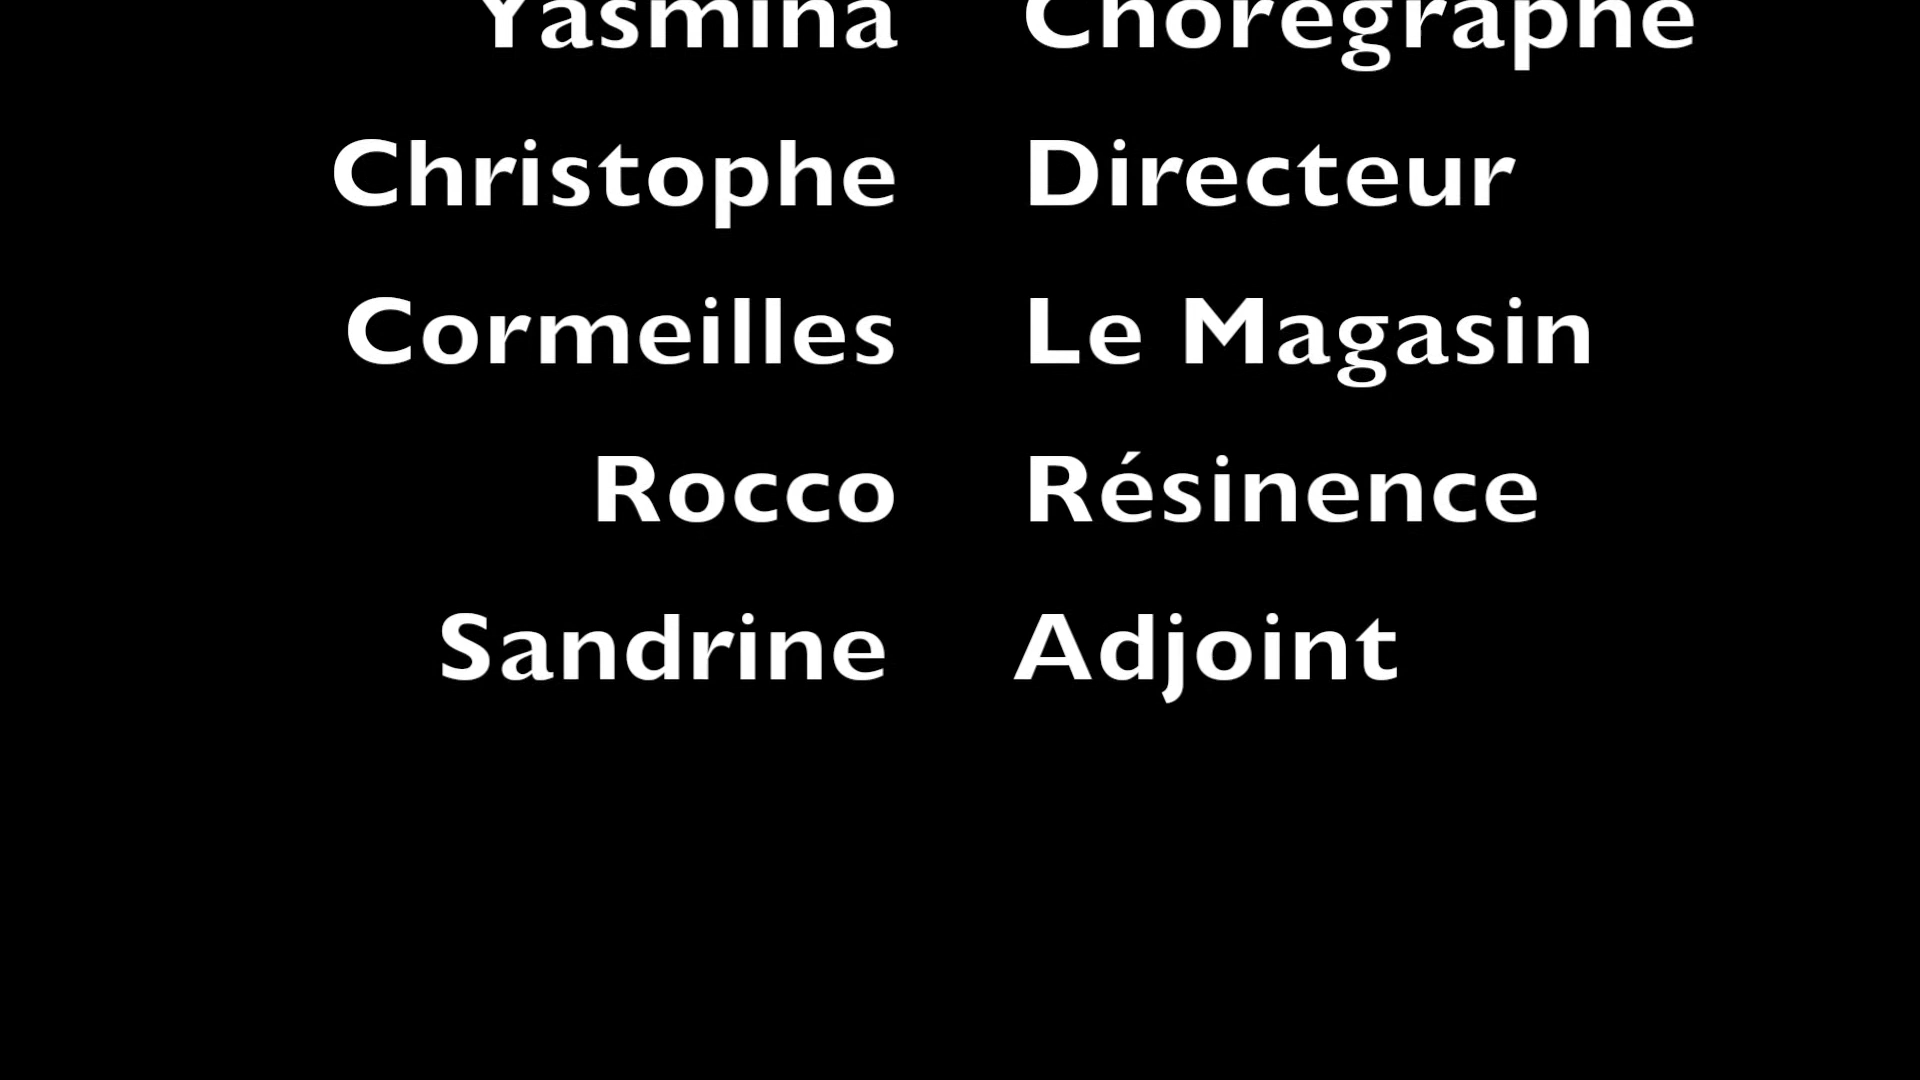 Yasmina Chorégraphe
Christophe Directeur
Cormeilles Le Magasin
Rocco Résinence
Sandrine Adjoint